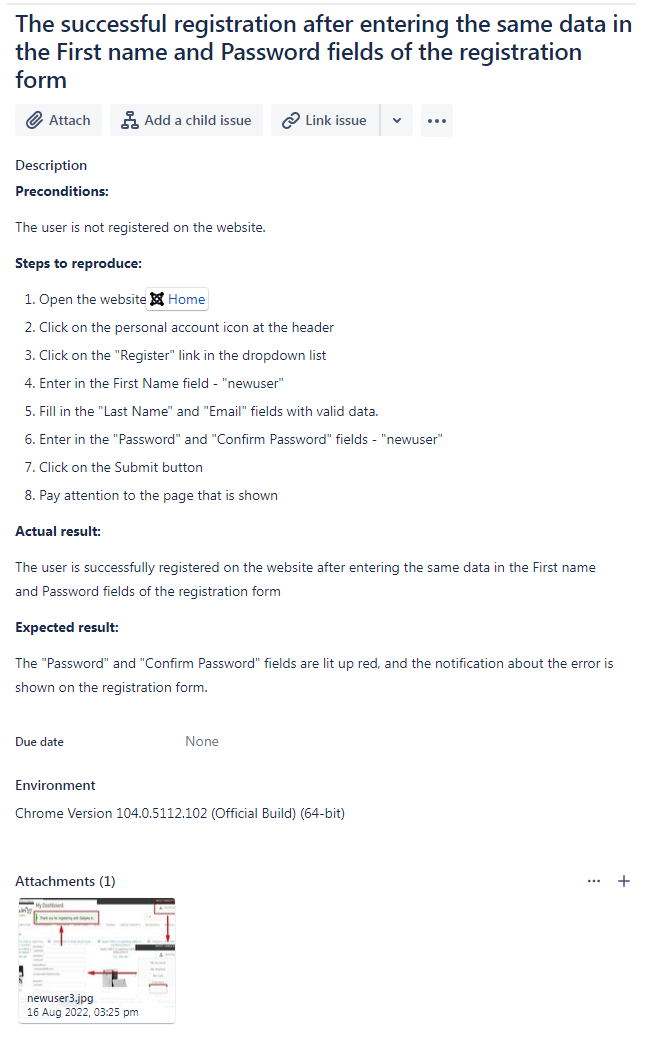 The successful registration after entering the same data in
the First name and Password fields of the registration
form
Attach
Add a child issue
Link issue
Description
Preconditions:
The user is not registered on the website.
Steps to reproduce:
1. Open the website Home
2. Click on the personal account icon at the header
3. Click on the "Register" link in the dropdown list
4. Enter in the First Name field - "newuser"
5. Fill in the "Last Name" and "Email" fields with valid data.
6. Enter in the "Password" and "Confirm Password" fields - "newuser"
7. Click on the Submit button
8. Pay attention to the page that is shown
Actual result:
The user is successfully registered on the website after entering the same data in the First name
and Password fields of the registration form
Expected result:
The "Password" and "Confirm Password" fields are lit up red, and the notification about the error is
shown on the registration form.
Due date None
Environment
Chrome Version 104.0.5112.102 (Official Build) (64-bit)
Attachments (1)
My Dashboard
newuser3.jpg
16 Aug 2022, 03:25 pm